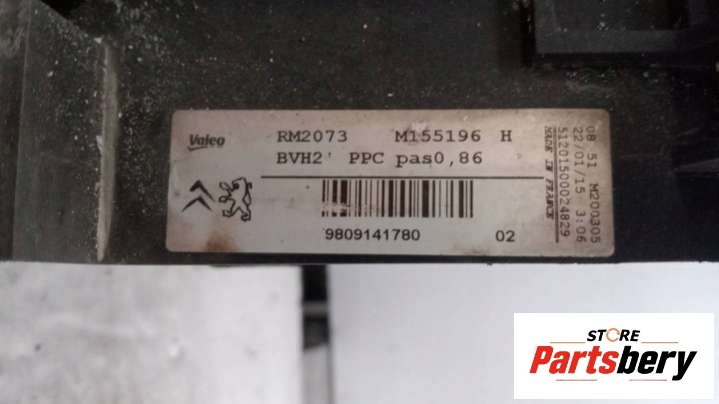 Valeo
RM2073 M155196 H
BVH2' PPC pas0,86
9809141780 02
08 51 M200305
22/01/15 3:06
512015000024829
MADE IN FRANCE
STORE
Partsbery